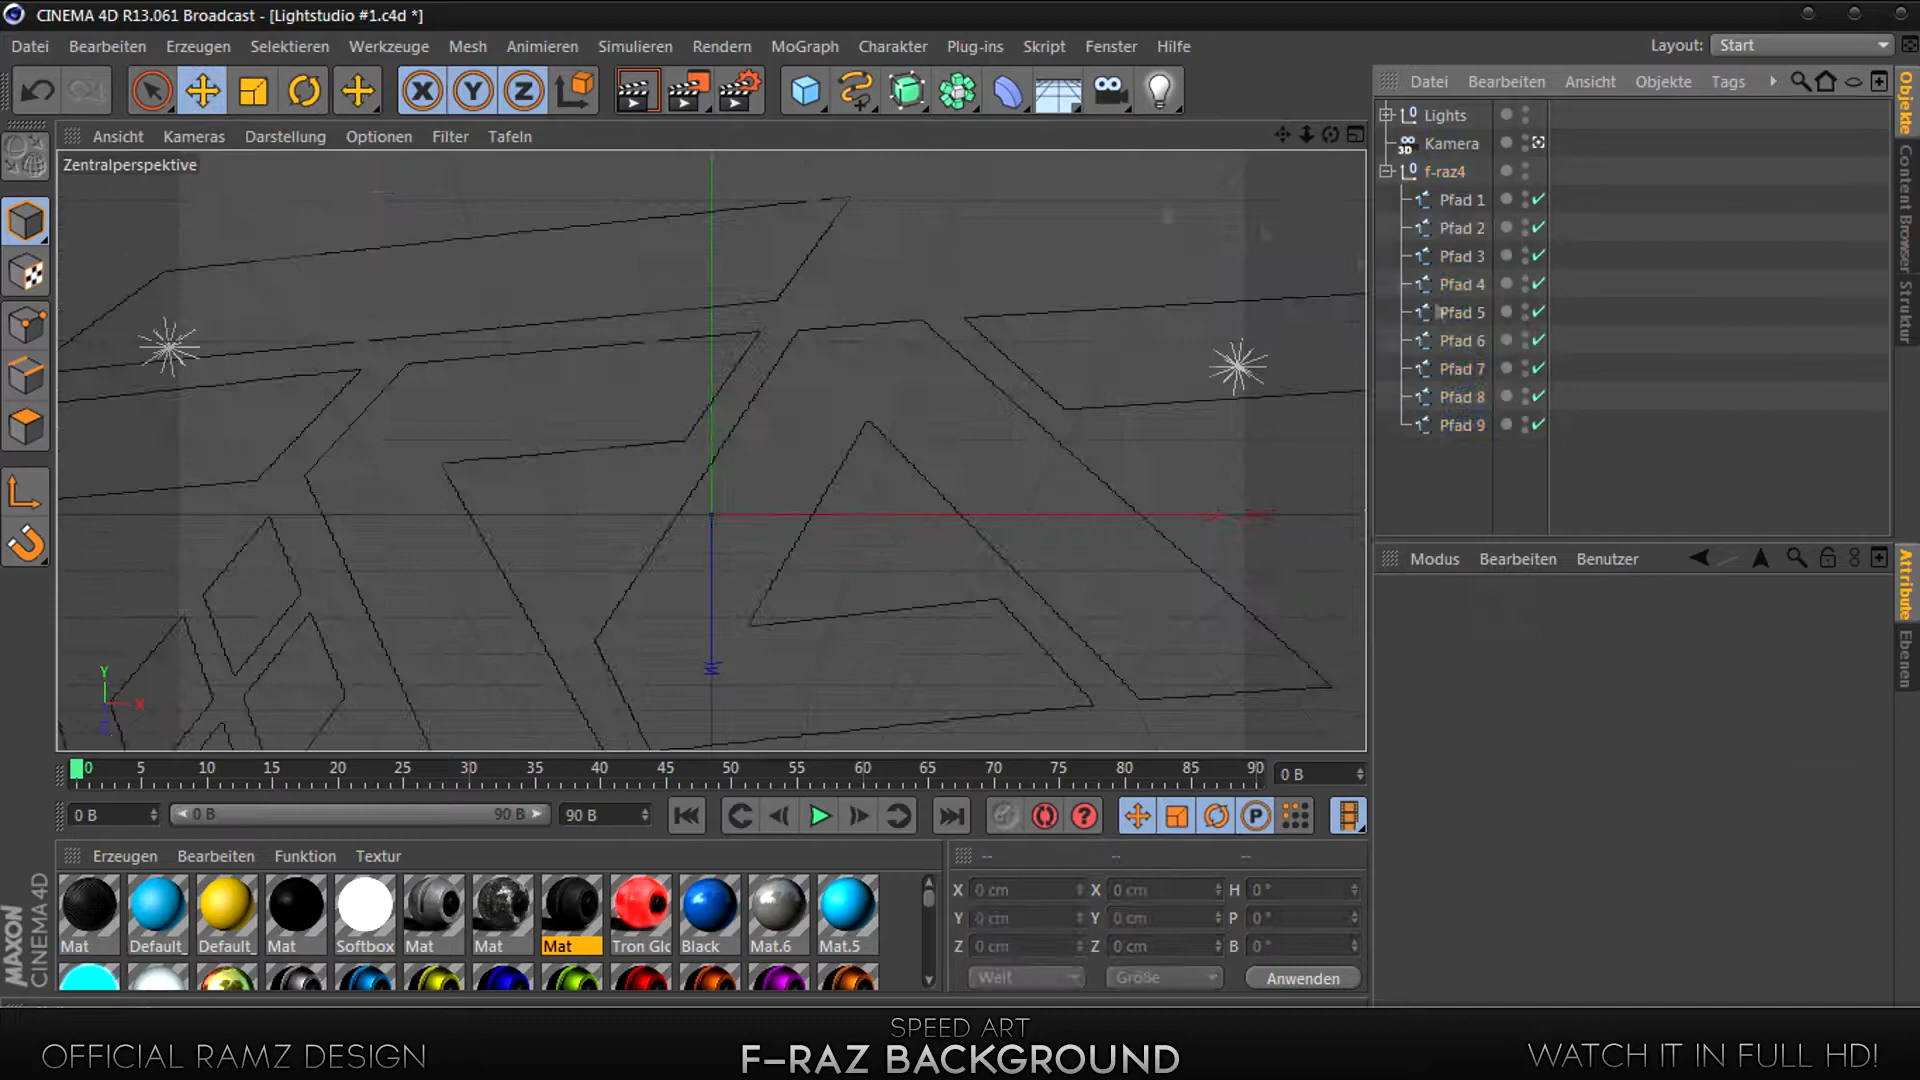 CINEMA 4D R13.061 Broadcast - [Lightstudio #1.c4d *]
Datei Bearbeiten Erzeugen Selektieren Werkzeuge Mesh Animieren Simulieren Rendern MoGraph Charakter Plug-ins Skript Fenster Hilfe
Layout: Start
X Y Z
Datei Bearbeiten Ansicht Objekte Tags
Ansicht Kameras Darstellung Optionen Filter Tafeln
Zentralperspektive
Lights
Kamera
f-raz4
Pfad 1
Pfad 2
Pfad 3
Pfad 4
Pfad 5
Pfad 6
Pfad 7
Pfad 8
Pfad 9
Objekte
Content Browser
Struktur
Modus Bearbeiten Benutzer
Attribute
Ebenen
Y
X
Z
0 5 10 15 20 25 30 35 40 45 50 55 60 65 70 75 80 85 90 0 B
0 B 0 B 90 B 90 B
P
Erzeugen Bearbeiten Funktion Textur
-- -- --
Mat Default_ Default_ Mat Softbox Mat Mat Mat Tron Glc Black Mat.6 Mat.5
X 0 cm X 0 cm H 0 °
Y 0 cm Y 0 cm P 0 °
Z 0 cm Z 0 cm B 0 °
Welt Größe Anwenden
MAXON
CINEMA 4D
SPEED ART
OFFICIAL RAMZ DESIGN
F-RAZ BACKGROUND
WATCH IT IN FULL HD!